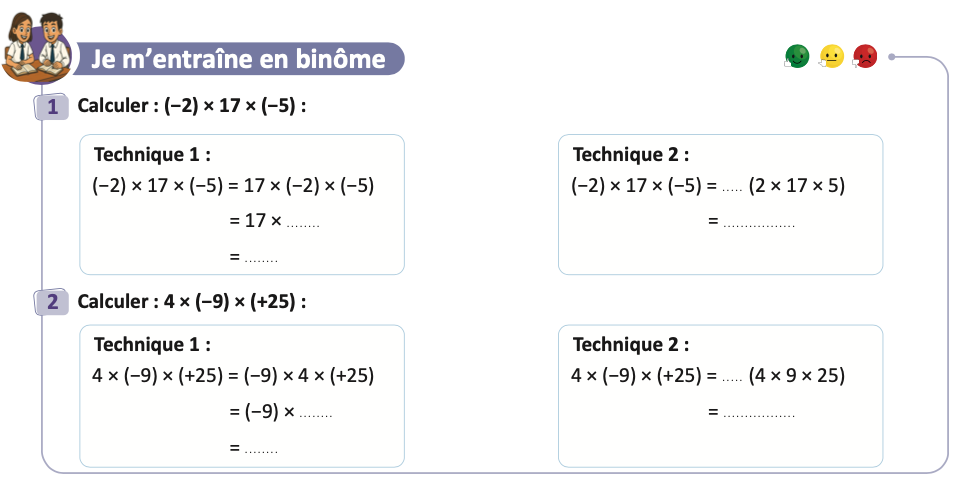 Je m'entraîne en binôme
1 Calculer : (−2) × 17 × (−5) :
Technique 1 :
(−2) × 17 × (−5) = 17 × (−2) × (−5)
= 17 × ........
= ........
Technique 2 :
(−2) × 17 × (−5) = ..... (2 × 17 × 5)
= .................
2 Calculer : 4 × (−9) × (+25) :
Technique 1 :
4 × (−9) × (+25) = (−9) × 4 × (+25)
= (−9) × ........
= ........
Technique 2 :
4 × (−9) × (+25) = ..... (4 × 9 × 25)
= .................